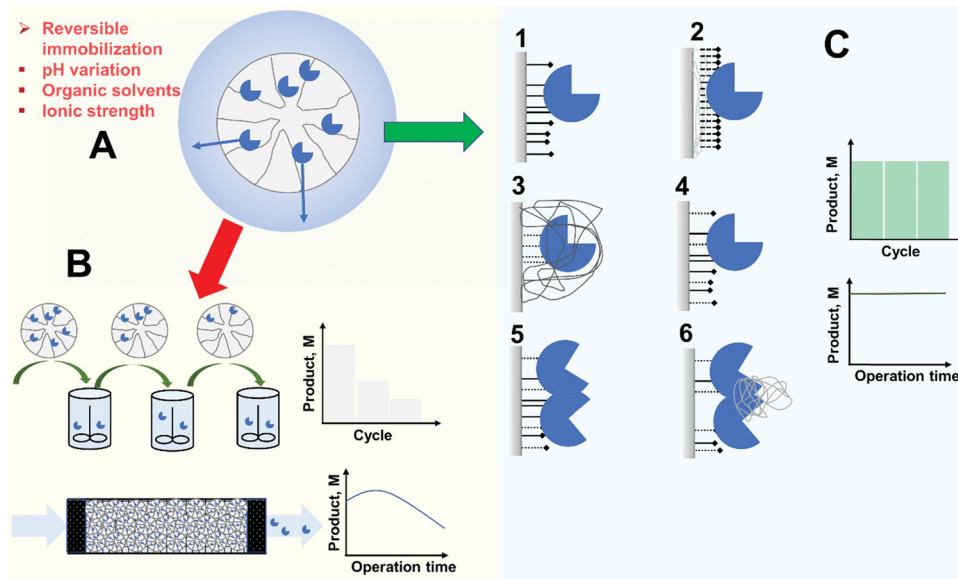 ➢ Reversible
immobilization
▪ pH variation
▪ Organic solvents
▪ Ionic strength
A
B
Product, M
Cycle
Product, M
Operation time
1
2
3
4
5
6
C
Product, M
Cycle
Product, M
Operation time